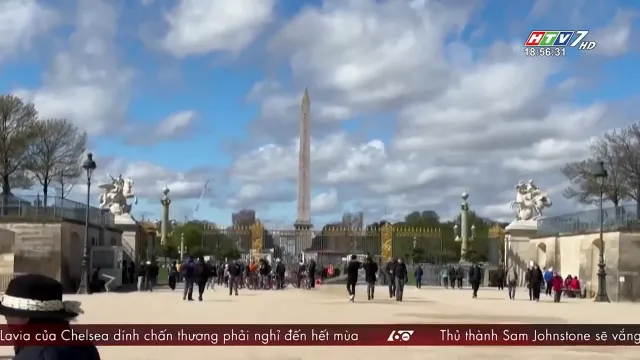 HTV7 HD
18:56:31
Lavia của Chelsea dính chấn thương phải nghỉ đến hết mùa
60
Thủ thành Sam Johnstone sẽ vắng